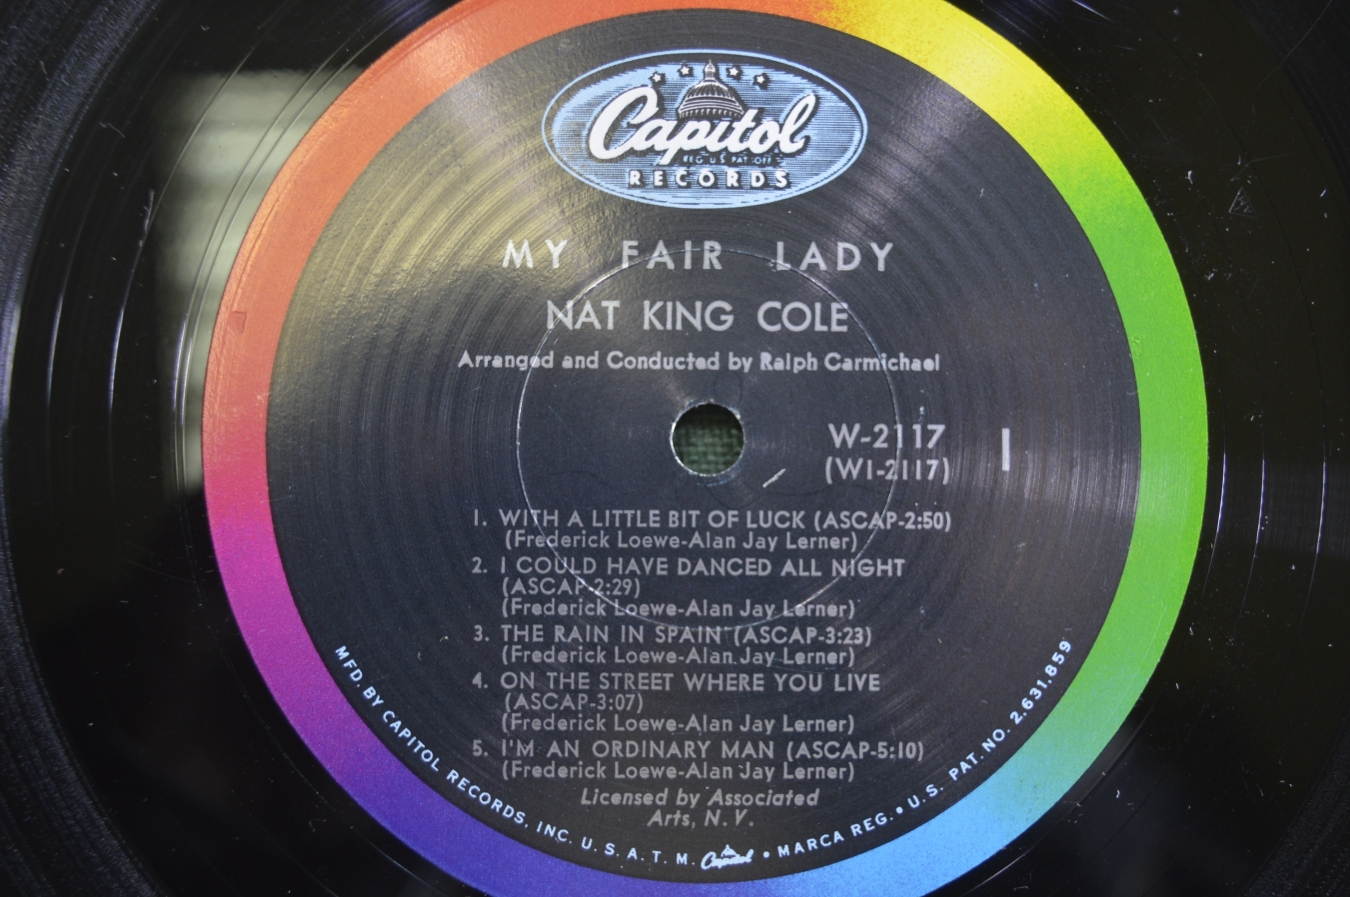 Capitol
REG. U.S. PAT. OFF.
RECORDS
MY FAIR LADY
NAT KING COLE
Arranged and Conducted by Ralph Carmichael
W-2117
(W1-2117)
1
1. WITH A LITTLE BIT OF LUCK (ASCAP-2:50)
(Frederick Loewe-Alan Jay Lerner)
2. I COULD HAVE DANCED ALL NIGHT
(ASCAP-2:29)
(Frederick Loewe-Alan Jay Lerner)
3. THE RAIN IN SPAIN (ASCAP-3:23)
(Frederick Loewe-Alan Jay Lerner)
4. ON THE STREET WHERE YOU LIVE
(ASCAP-3:07)
(Frederick Loewe-Alan Jay Lerner)
5. I'M AN ORDINARY MAN (ASCAP-5:10)
(Frederick Loewe-Alan Jay Lerner)
Licensed by Associated
Arts, N.V.
MFD. BY CAPITOL RECORDS, INC. U.S.A. T.M. Capitol • MARCA REG. • U.S. PAT. NO. 2,631,859